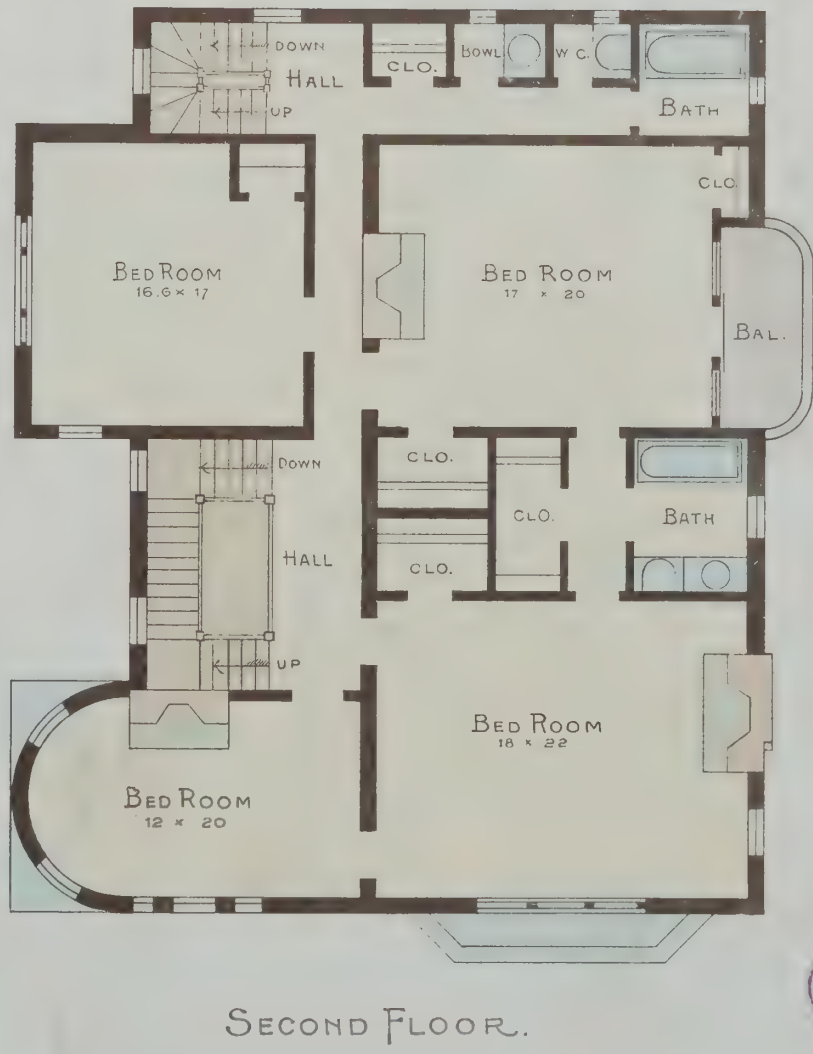 DOWN
HALL
UP
CLO.
BOWL
W.C.
BATH
CLO.
BED ROOM
16.6 × 17
BED ROOM
17 × 20
BAL.
DOWN
HALL
UP
CLO.
CLO.
CLO.
BATH
BED ROOM
18 × 22
BED ROOM
12 × 20
SECOND FLOOR.